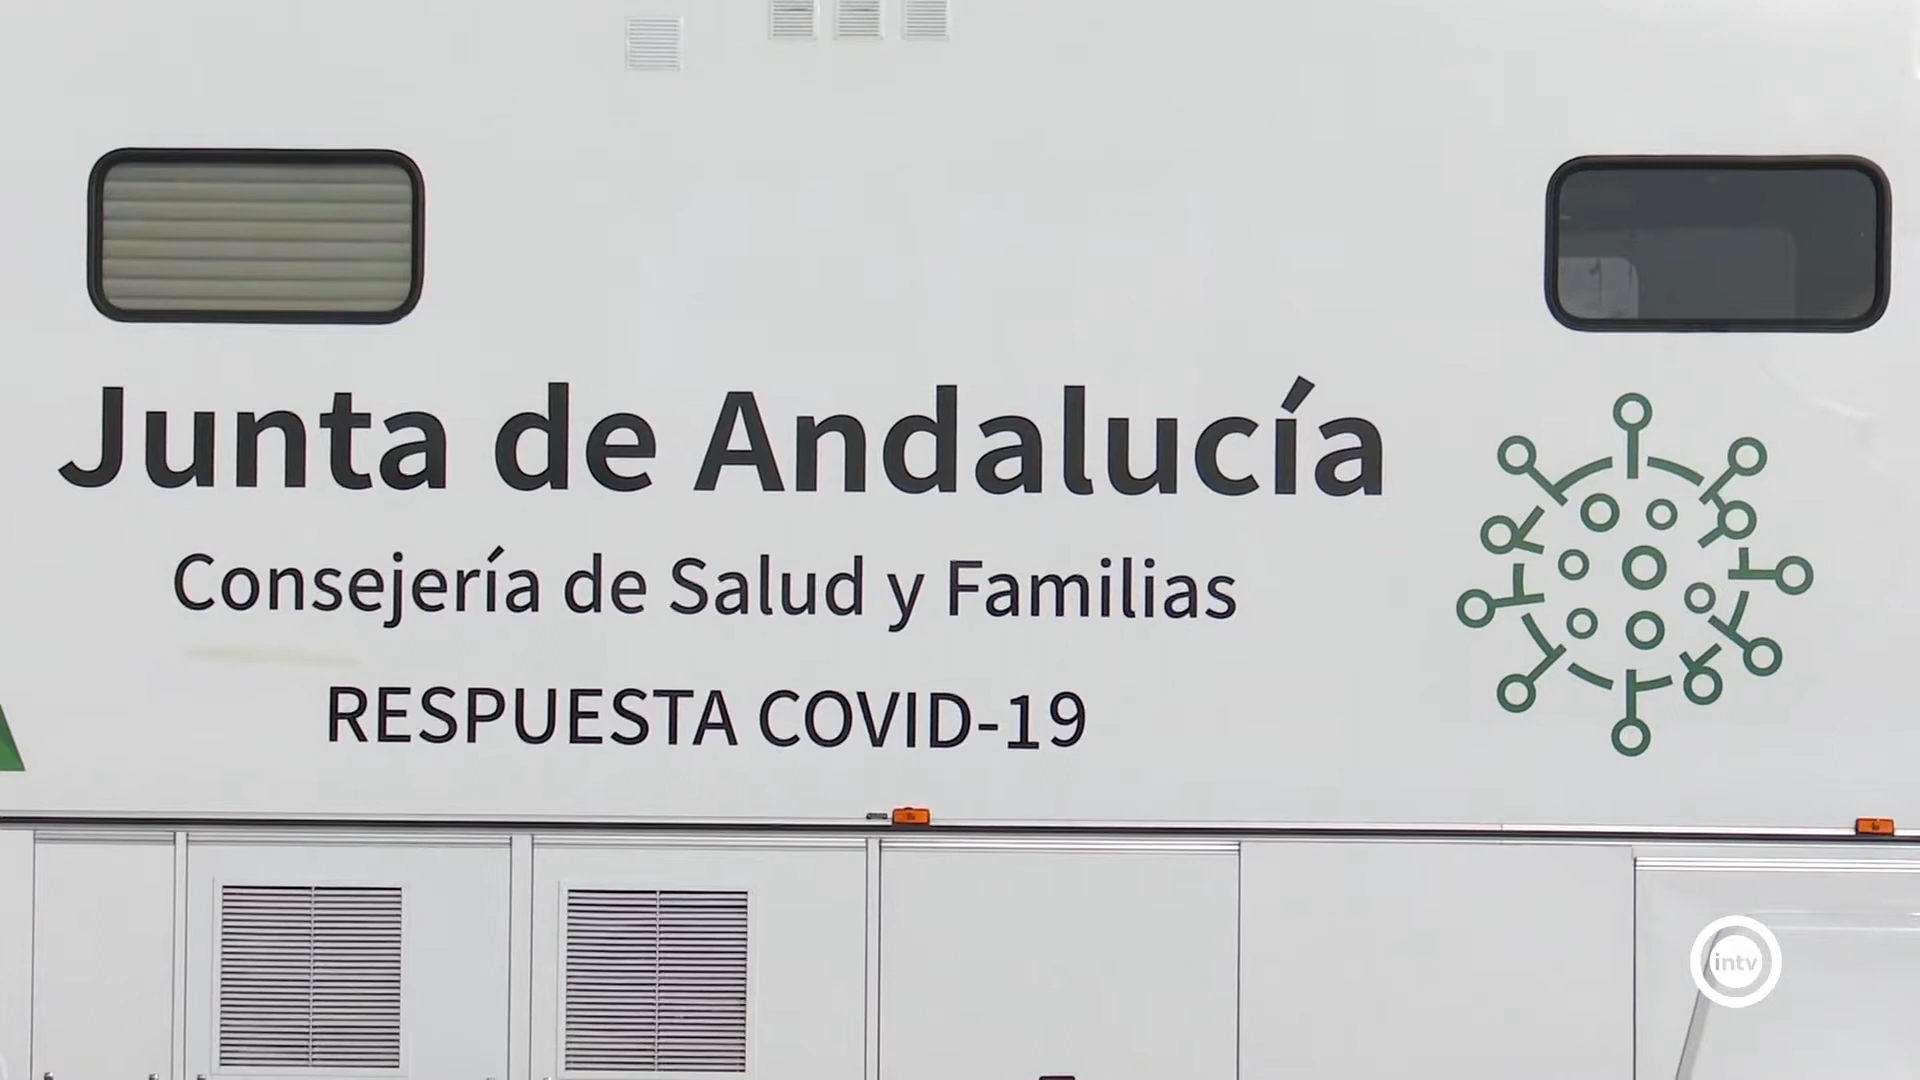 Junta de Andalucía
Consejería de Salud y Familias
RESPUESTA COVID-19
intv